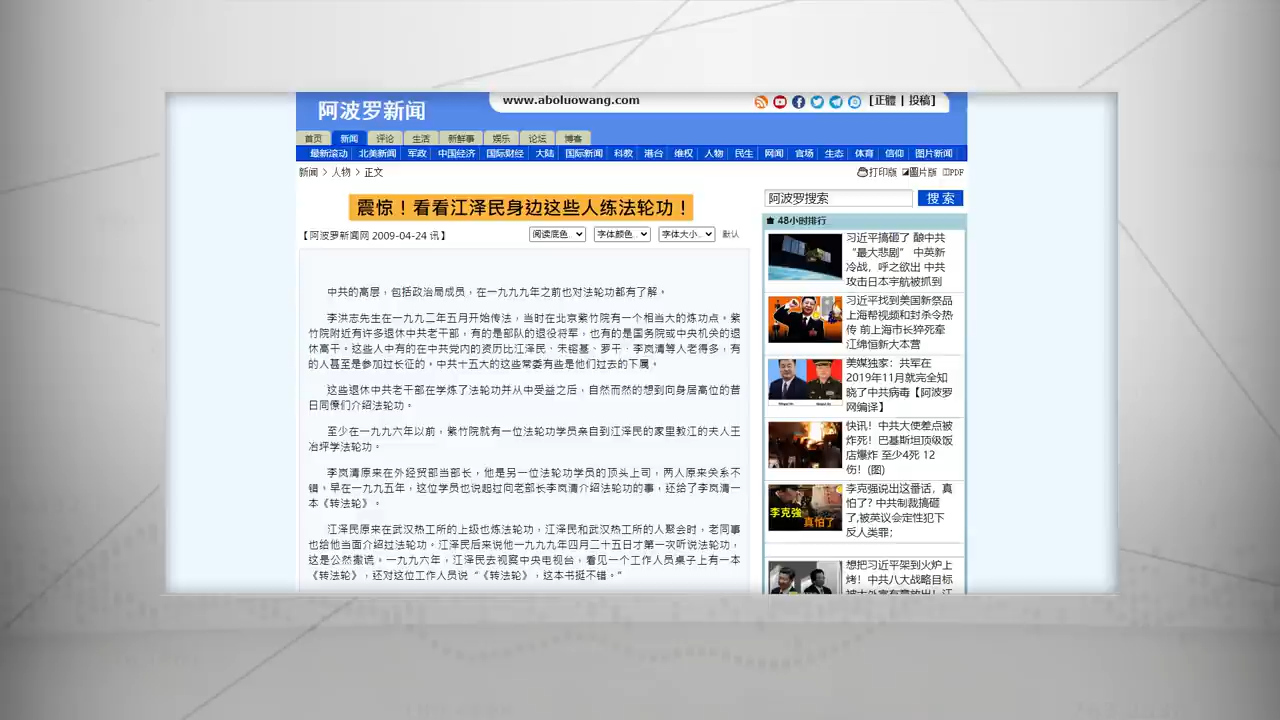 阿波罗新闻
www.aboluowang.com
[正體 | 投稿]
首页 新闻 评论 生活 新鲜事 娱乐 论坛 博客
最新滚动 北美新闻 军政 中国经济 国际财经 大陆 国际新闻 科教 港台 维权 人物 民生 网闻 官场 生态 体育 信仰 图片新闻
新闻 > 人物 > 正文
打印版 圖片版 PDF
震惊！看看江泽民身边这些人练法轮功！
【阿波罗新闻网 2009-04-24 讯】
阅读底色.. 字体颜色.. 字体大小.. 默认
中共的高层，包括政治局成员，在一九九九年之前也对法轮功都有了解。
李洪志先生在一九九二年五月开始传法，当时在北京紫竹院有一个相当大的炼功点。紫
竹院附近有许多退休中共老干部，有的是部队的退役将军，也有的是国务院或中央机关的退
休高干。这些人中有的在中共党内的资历比江泽民、朱镕基、罗干、李岚清等人老得多，有
的人甚至是参加过长征的，中共十五大的这些常委有些是他们过去的下属。
这些退休中共老干部在学炼了法轮功并从中受益之后，自然而然的想到向身居高位的昔
日同僚们介绍法轮功。
至少在一九九六年以前，紫竹院就有一位法轮功学员亲自到江泽民的家里教江的夫人王
冶坪学法轮功。
李岚清原来在外经贸部当部长，他是另一位法轮功学员的顶头上司，两人原来关系不
错。早在一九九五年，这位学员也说起过向老部长李岚清介绍法轮功的事，还给了李岚清一
本《转法轮》。
江泽民原来在武汉热工所的上级也炼法轮功，江泽民和武汉热工所的人聚会时，老同事
也给他当面介绍过法轮功。江泽民后来说他一九九九年四月二十五日才第一次听说法轮功，
这是公然撒谎。一九九六年，江泽民去视察中央电视台，看见一个工作人员桌子上有一本
《转法轮》，还对这位工作人员说“《转法轮》，这本书挺不错。”
阿波罗搜索 搜 索
48小时排行
习近平搞砸了 酿中共
“最大悲剧” 中英新
冷战，呼之欲出 中共
攻击日本宇航被抓到
习近平找到美国新祭品
上海帮视频和封杀令热
传 前上海市长猝死牵
江绵恒新大本营
美媒独家：共军在
2019年11月就完全知
晓了中共病毒【阿波罗
网编译】
快讯！中共大使差点被
炸死！巴基斯坦顶级饭
店爆炸 至少4死 12
伤！(图)
李克強
真怕了
李克强说出这番话，真
怕了? 中共制裁搞砸
了,被英议会定性犯下
反人类罪;
想把习近平架到火炉上
烤！中共八大战略目标